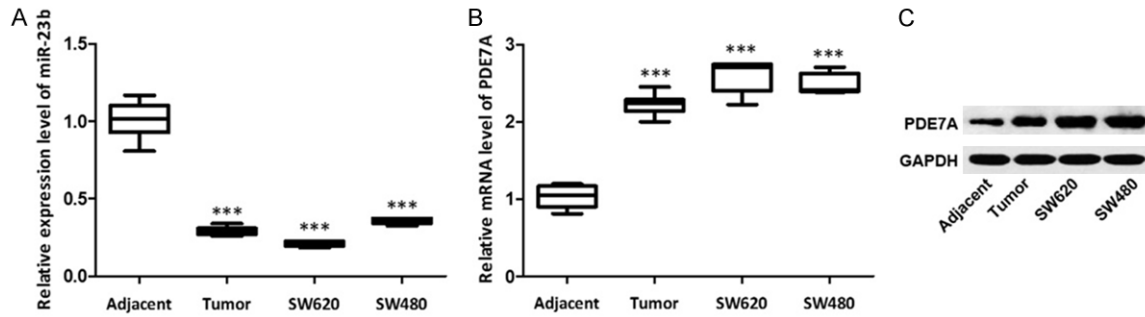 A
Relative expression level of miR-23b
1.5
1.0
0.5
0.0
***
***
***
Adjacent Tumor SW620 SW480
B
Relative mRNA level of PDE7A
3
2
1
0
***
***
***
Adjacent Tumor SW620 SW480
C
PDE7A
GAPDH
Adjacent
Tumor
SW620
SW480